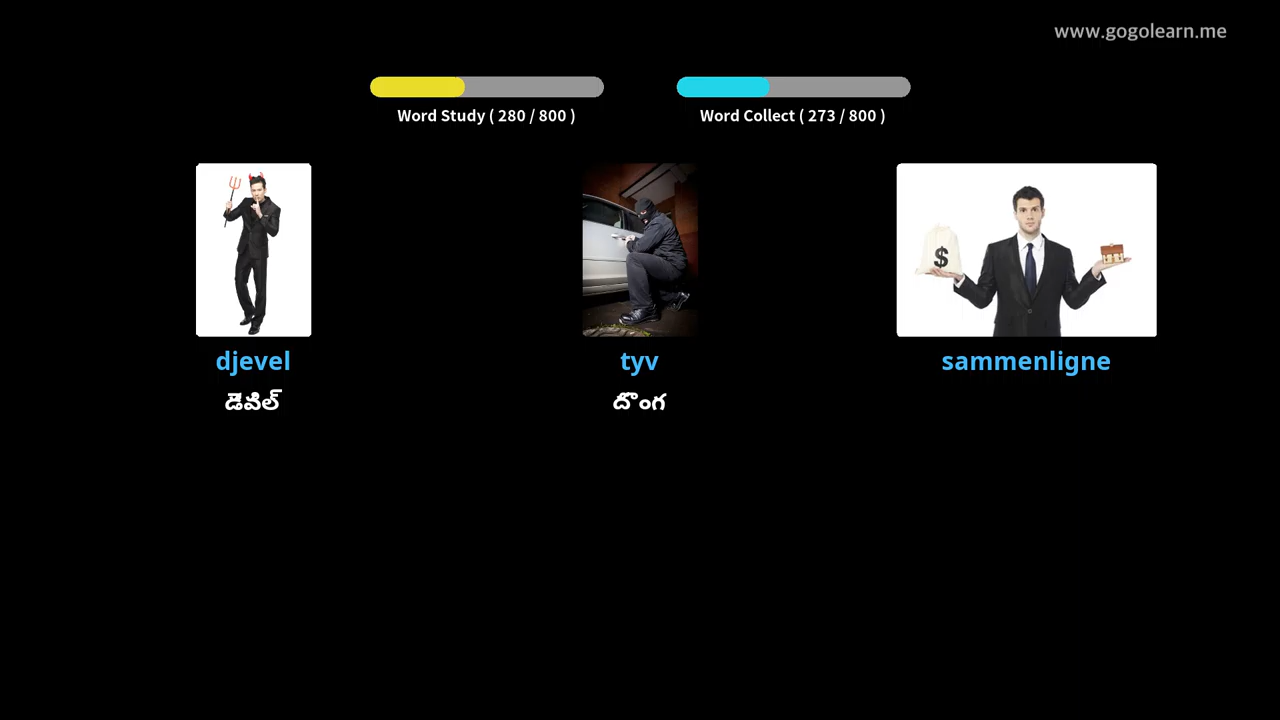 www.gogolearn.me
Word Study ( 280 / 800 )
Word Collect ( 273 / 800 )
$
djevel
tyv
sammenligne
డెవిల్
దొంగ